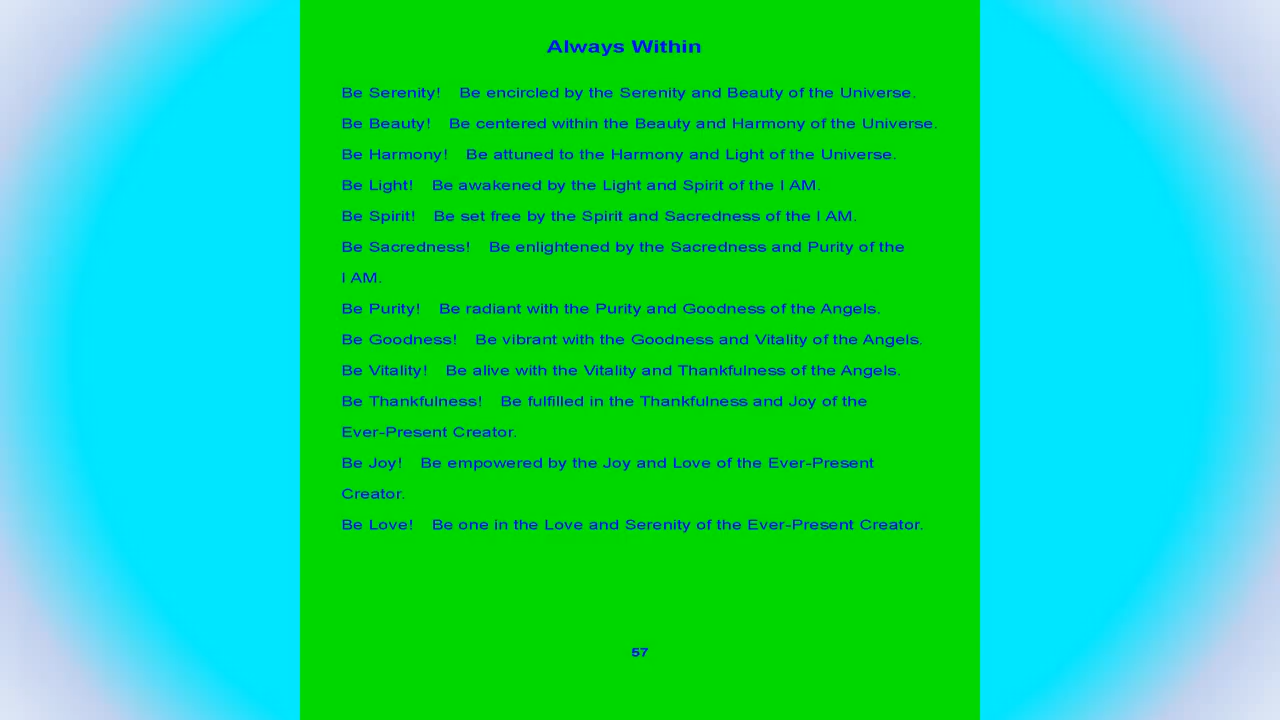 Always Within
Be Serenity! Be encircled by the Serenity and Beauty of the Universe.
Be Beauty! Be centered within the Beauty and Harmony of the Universe.
Be Harmony! Be attuned to the Harmony and Light of the Universe.
Be Light! Be awakened by the Light and Spirit of the I AM.
Be Spirit! Be set free by the Spirit and Sacredness of the I AM.
Be Sacredness! Be enlightened by the Sacredness and Purity of the
I AM.
Be Purity! Be radiant with the Purity and Goodness of the Angels.
Be Goodness! Be vibrant with the Goodness and Vitality of the Angels.
Be Vitality! Be alive with the Vitality and Thankfulness of the Angels.
Be Thankfulness! Be fulfilled in the Thankfulness and Joy of the
Ever-Present Creator.
Be Joy! Be empowered by the Joy and Love of the Ever-Present
Creator.
Be Love! Be one in the Love and Serenity of the Ever-Present Creator.
57